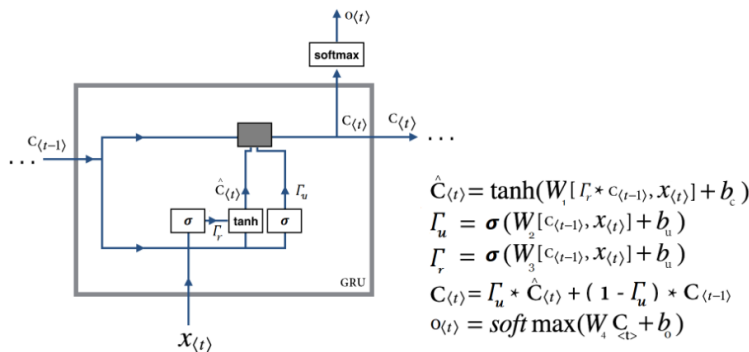 o⟨t⟩
softmax
C⟨t−1⟩
C⟨t⟩
C⟨t⟩
. . .
. . .
Ĉ⟨t⟩
Γu
σ
Γr
tanh
σ
GRU
x⟨t⟩
Ĉ⟨t⟩ = tanh(W₁[Γr * C⟨t−1⟩, x⟨t⟩] + bc)
Γu = σ(W₂[C⟨t−1⟩, x⟨t⟩] + bu)
Γr = σ(W₃[C⟨t−1⟩, x⟨t⟩] + bu)
C⟨t⟩ = Γu * Ĉ⟨t⟩ + (1 - Γu) * C⟨t−1⟩
o⟨t⟩ = soft max(W₄ C<t> + bo)